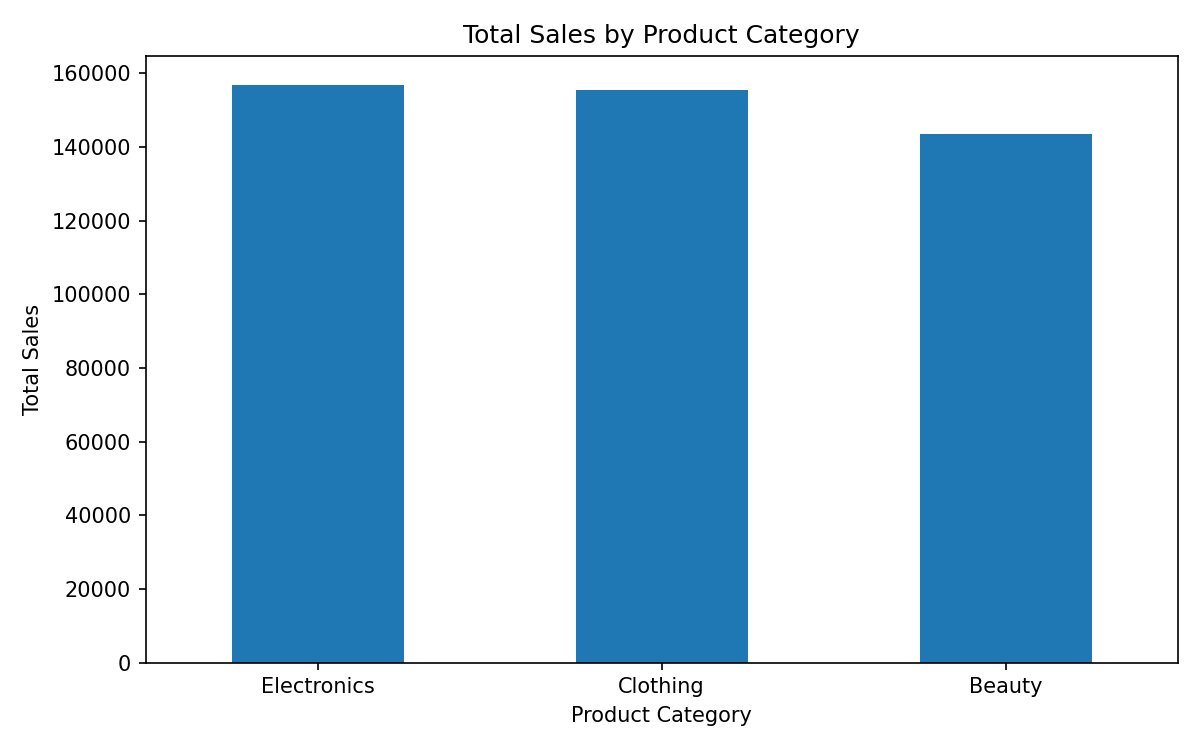 Total Sales by Product Category
Total Sales
160000
140000
120000
100000
80000
60000
40000
20000
0
Electronics Clothing Beauty
Product Category